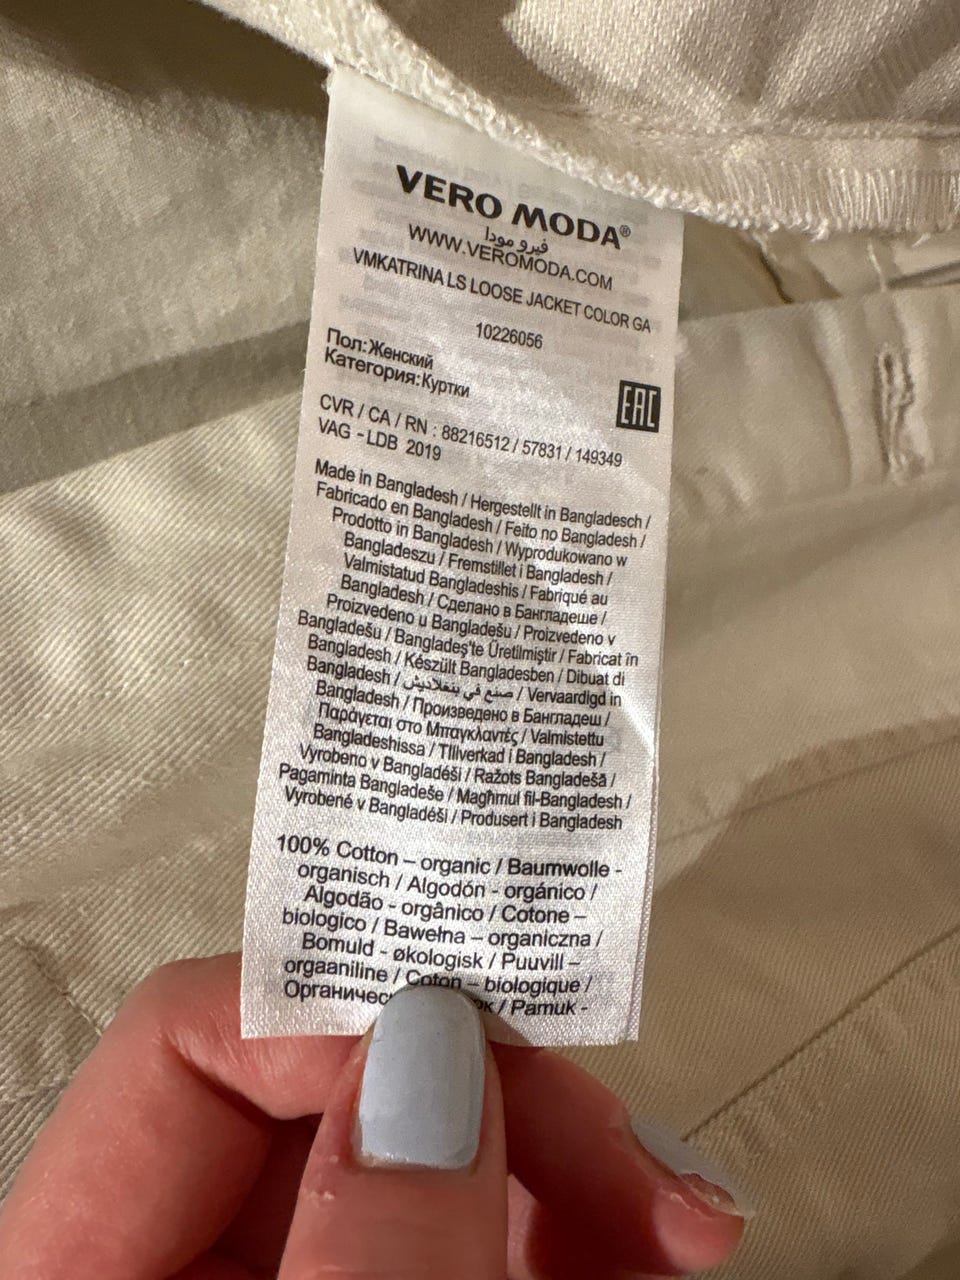 VERO MODA®
فيرو مودا
WWW.VEROMODA.COM
VMKATRINA LS LOOSE JACKET COLOR GA
10226056
Пол:Женский
Категория:Куртки
EAC
CVR / CA / RN : 88216512 / 57831 / 149349
VAG - LDB 2019
Made in Bangladesh / Hergestellt in Bangladesch /
Fabricado en Bangladesh / Feito no Bangladesh /
Prodotto in Bangladesh / Wyprodukowano w
Bangladeszu / Fremstillet i Bangladesh /
Valmistatud Bangladeshis / Fabriqué au
Bangladesh / Сделано в Бангладеше /
Proizvedeno u Bangladešu / Proizvedeno v
Bangladešu / Bangladeş'te Üretilmiştir / Fabricat în
Bangladesh / Készült Bangladesben / Dibuat di
Bangladesh / صنع في بنغلاديش / Vervaardigd in
Bangladesh / Произведено в Бангладеш /
Παράγεται στο Μπαγκλαντές / Valmistettu
Bangladeshissa / Tllverkad i Bangladesh /
Vyrobeno v Bangladéši / Ražots Bangladešā /
Pagaminta Bangladeše / Magħmul fil-Bangladesh /
Vyrobené v Bangladéši / Produsert i Bangladesh
100% Cotton – organic / Baumwolle -
organisch / Algodón - orgánico /
Algodão - orgânico / Cotone –
biologico / Bawełna – organiczna /
Bomuld - økologisk / Puuvill –
orgaaniline / Coton – biologique /
/ Pamuk -